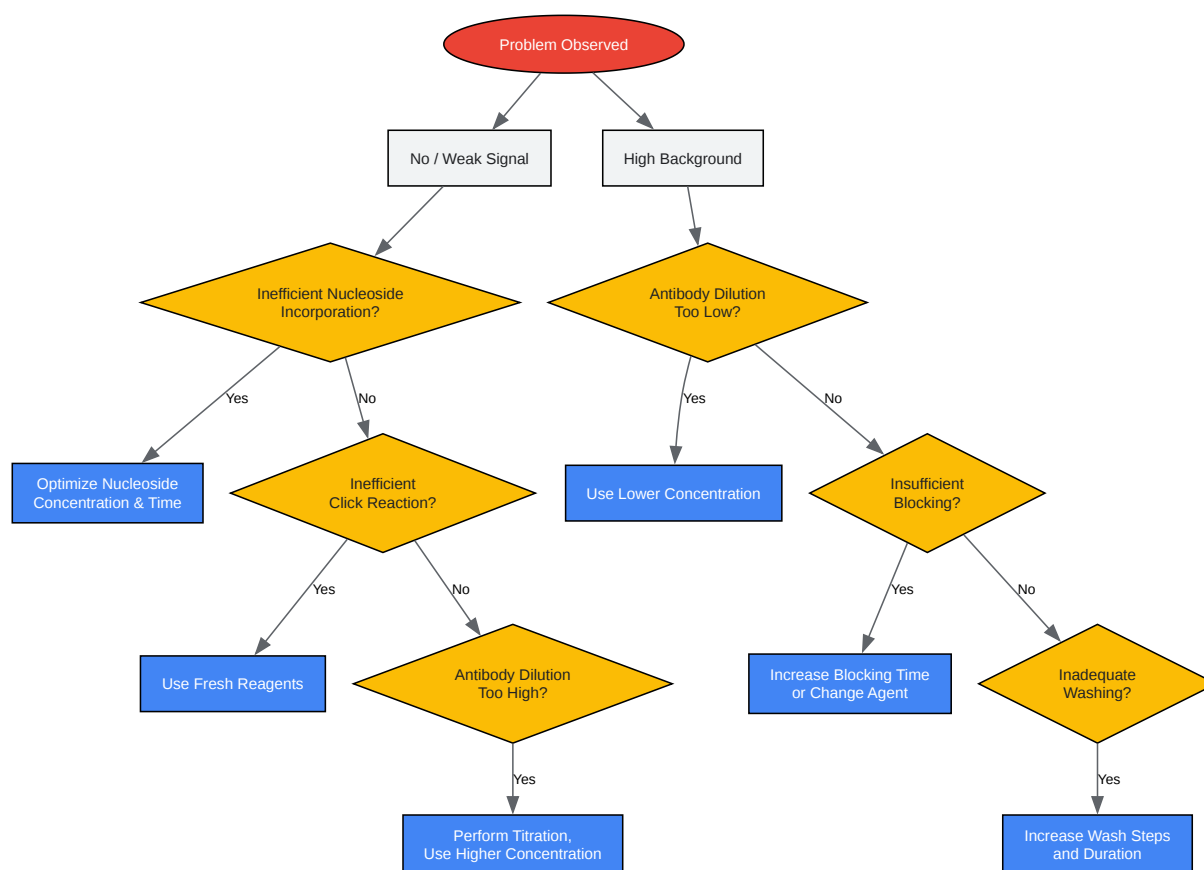 Problem Observed
No / Weak Signal
High Background
Inefficient Nucleoside
Incorporation?
Antibody Dilution
Too Low?
Yes
No
Yes
No
Optimize Nucleoside
Concentration & Time
Inefficient
Click Reaction?
Use Lower Concentration
Insufficient
Blocking?
Yes
No
Yes
No
Use Fresh Reagents
Antibody Dilution
Too High?
Increase Blocking Time
or Change Agent
Inadequate
Washing?
Yes
Yes
Perform Titration,
Use Higher Concentration
Increase Wash Steps
and Duration